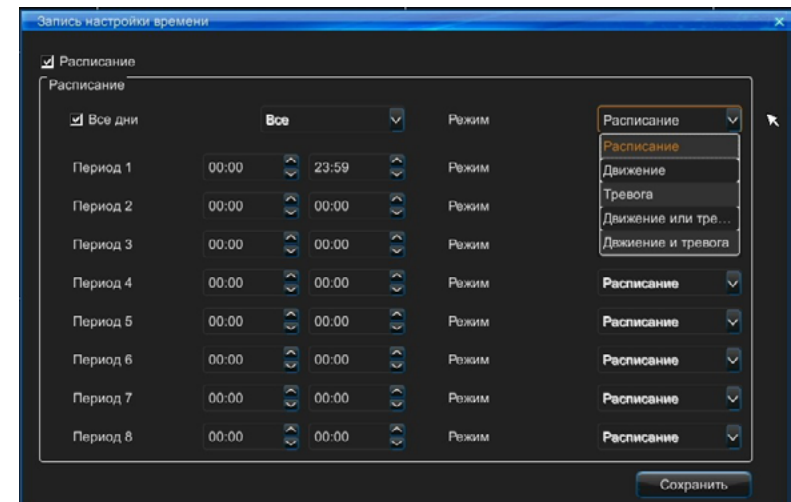 Запись настройки времени
Расписание
Расписание
Все дни Все Режим Расписание
Расписание
Период 1 00:00 23:59 Режим Движение
Тревога
Период 2 00:00 00:00 Режим Движение или тре...
Период 3 00:00 00:00 Режим Двжиение и тревога
Период 4 00:00 00:00 Режим Расписание
Период 5 00:00 00:00 Режим Расписание
Период 6 00:00 00:00 Режим Расписание
Период 7 00:00 00:00 Режим Расписание
Период 8 00:00 00:00 Режим Расписание
Сохранить